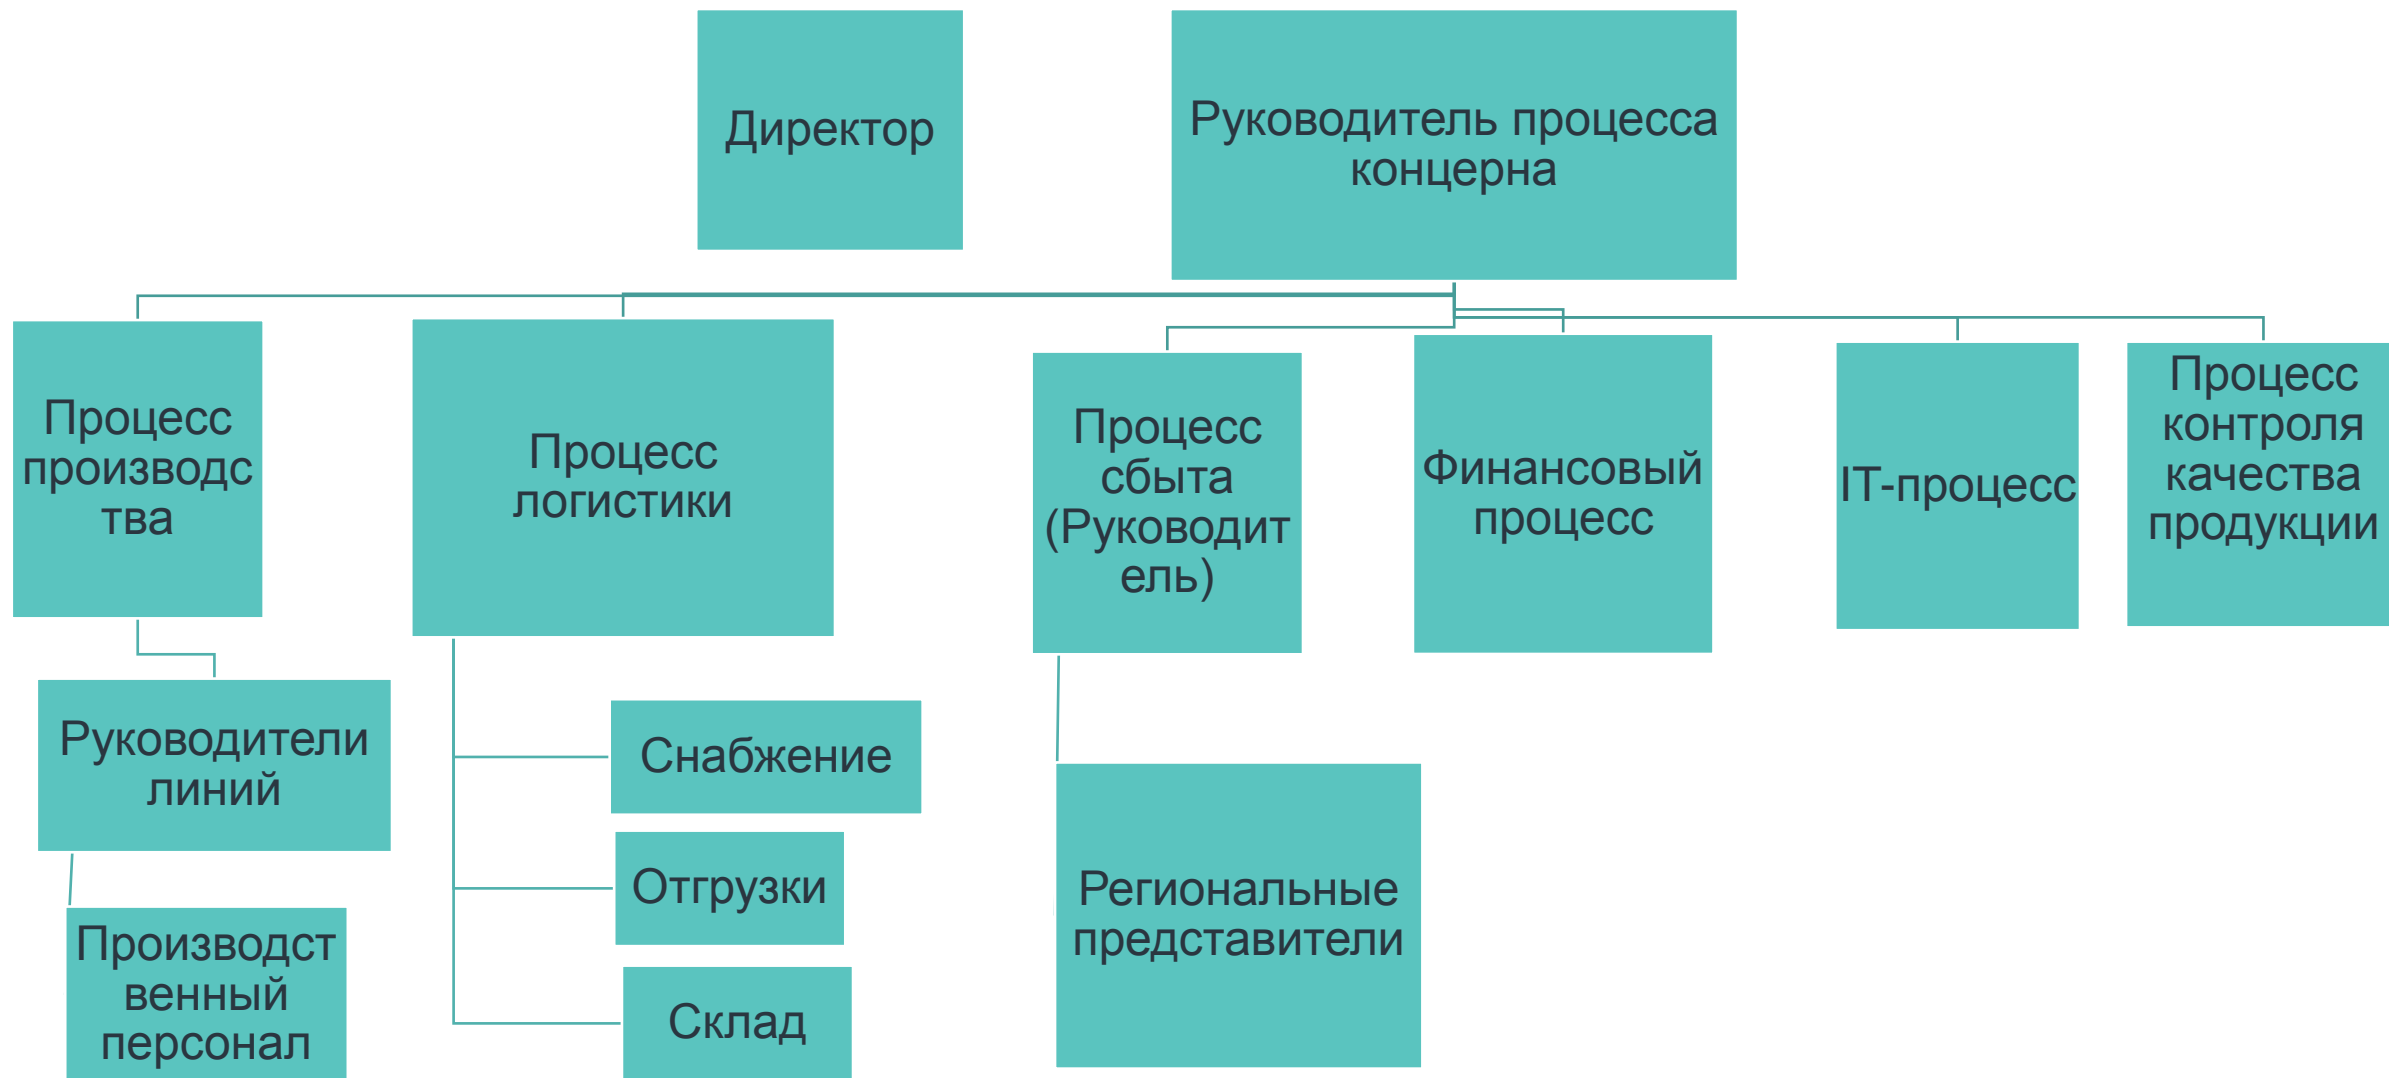 Директор
Руководитель процесса
концерна
Процесс
производс
тва
Процесс
логистики
Процесс
сбыта
(Руководит
ель)
Финансовый
процесс
IT-процесс
Процесс
контроля
качества
продукции
Руководители
линий
Снабжение
Отгрузки
Склад
Региональные
представители
Производст
венный
персонал